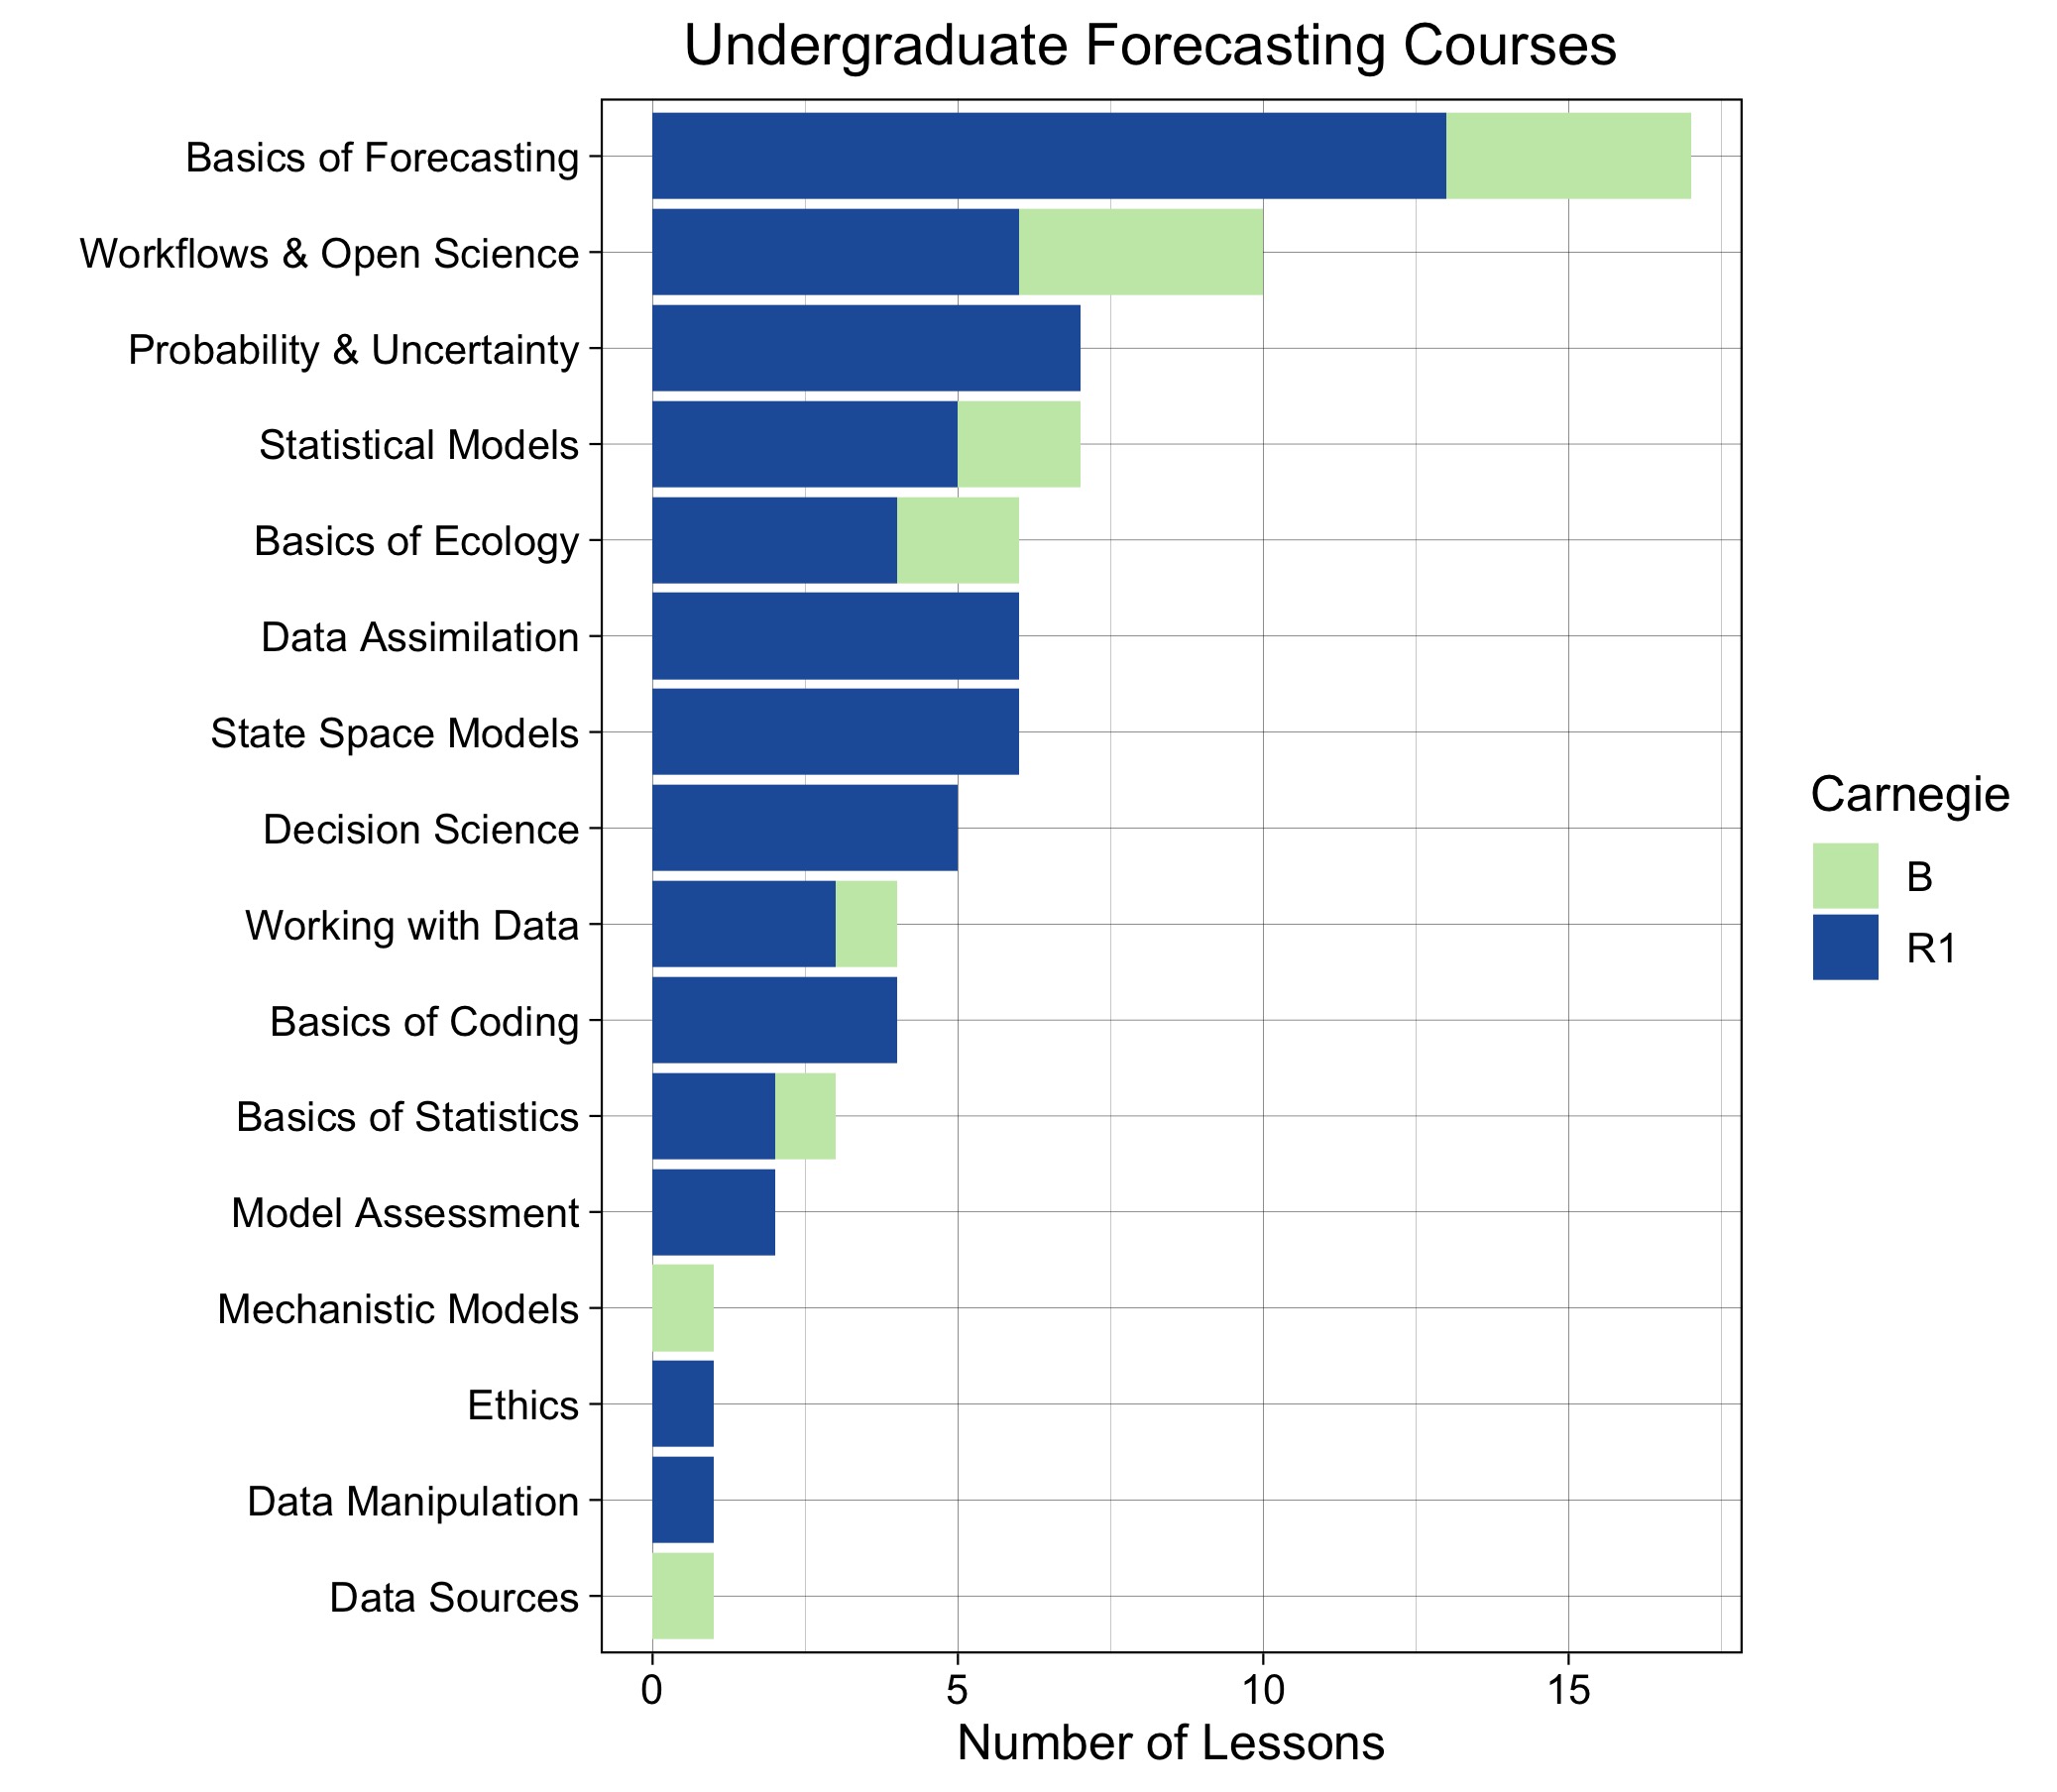 Undergraduate Forecasting Courses
Basics of Forecasting
Workflows & Open Science
Probability & Uncertainty
Statistical Models
Basics of Ecology
Data Assimilation
State Space Models
Decision Science
Working with Data
Basics of Coding
Basics of Statistics
Model Assessment
Mechanistic Models
Ethics
Data Manipulation
Data Sources
0 5 10 15
Number of Lessons
Carnegie
B
R1